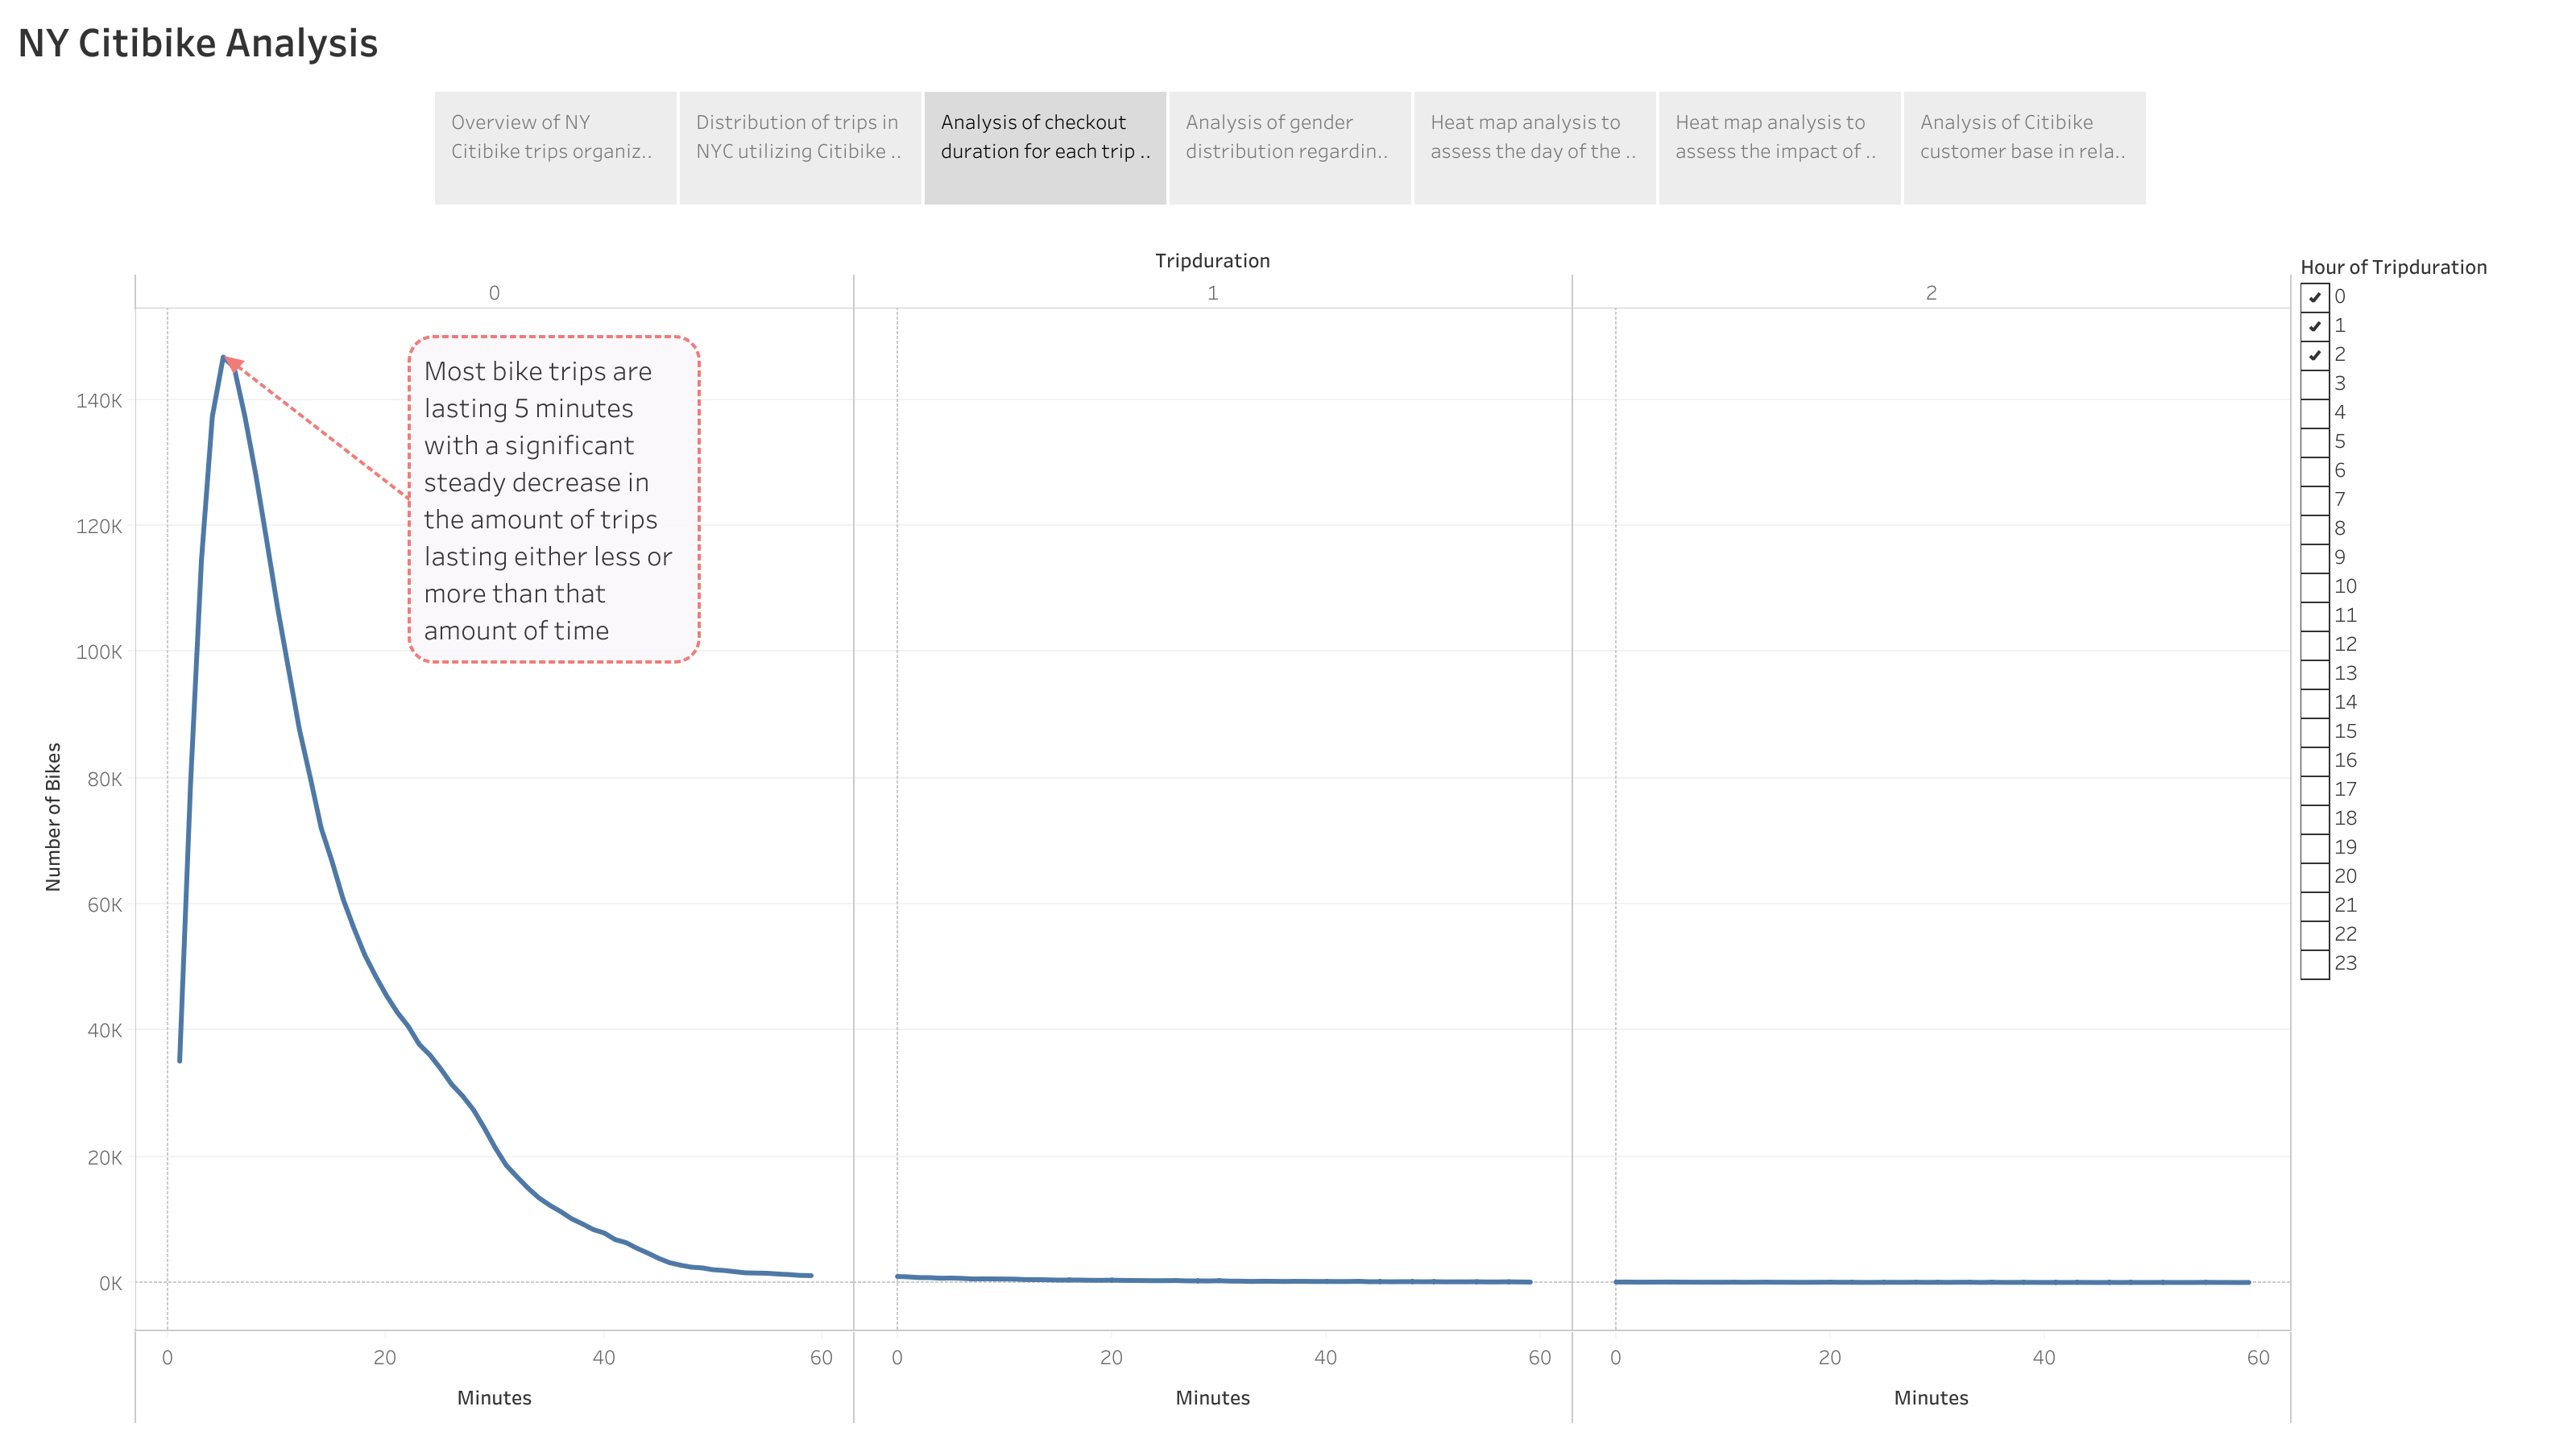 NY Citibike Analysis
Overview of NY
Citibike trips organiz..
Distribution of trips in
NYC utilizing Citibike ..
Analysis of checkout
duration for each trip ..
Analysis of gender
distribution regardin..
Heat map analysis to
assess the day of the ..
Heat map analysis to
assess the impact of ..
Analysis of Citibike
customer base in rela..
Tripduration
0 1 2
Most bike trips are
lasting 5 minutes
with a significant
steady decrease in
the amount of trips
lasting either less or
more than that
amount of time
Number of Bikes
140K
120K
100K
80K
60K
40K
20K
0K
0 20 40 60 0 20 40 60 0 20 40 60
Minutes Minutes Minutes
Hour of Tripduration
0
1
2
3
4
5
6
7
8
9
10
11
12
13
14
15
16
17
18
19
20
21
22
23